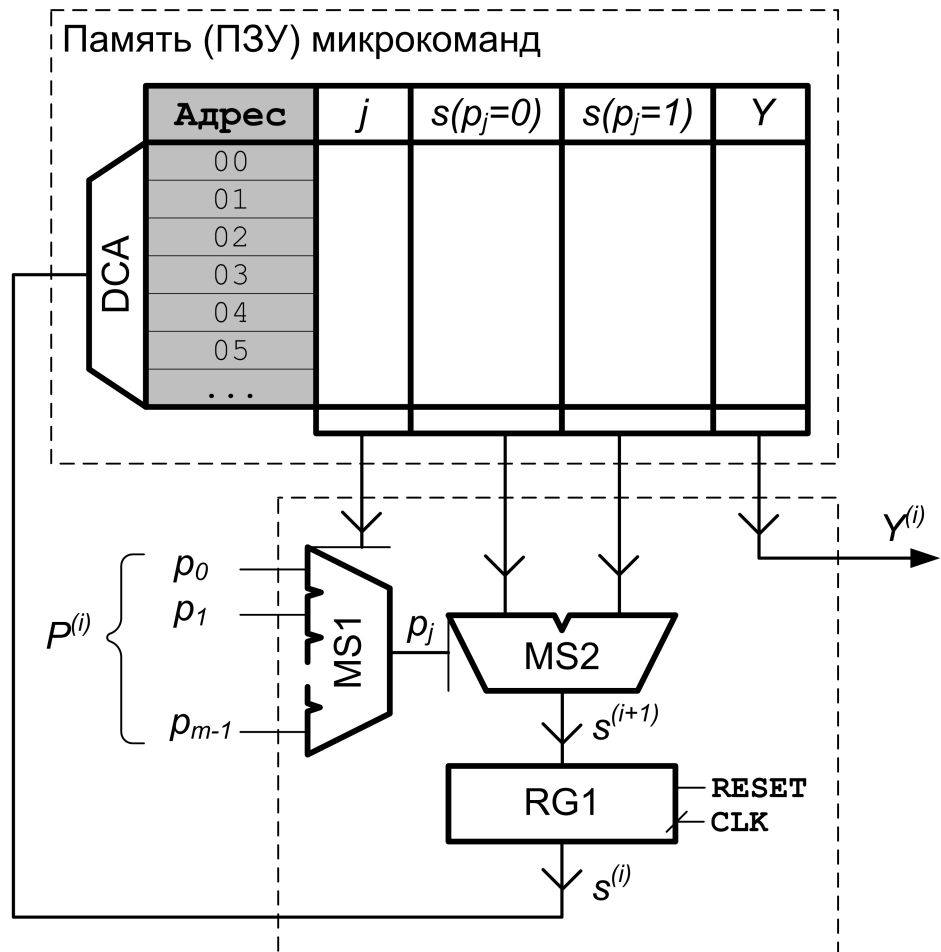 Память (ПЗУ) микрокоманд
Адрес j s(pj=0) s(pj=1) Y
00
01
02
03
04
05
...
DCA
Y(i)
P(i)
p0
p1
pm-1
MS1
pj
MS2
s(i+1)
RG1
RESET
CLK
s(i)